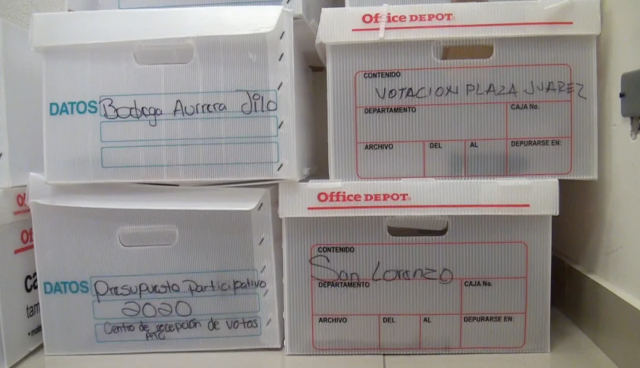 DATOS Bodega Aurrera Jilo
Office DEPOT
CONTENIDO
VOTACION PLAZA JUAREZ
DEPARTAMENTO CAJA No.
ARCHIVO DEL AL DEPURARSE EN:
DATOS Presupuesto Participativo
2020
Centro de recepción de votos
Office DEPOT
CONTENIDO
San Lorenzo
DEPARTAMENTO CAJA No.
ARCHIVO DEL AL DEPURARSE EN: